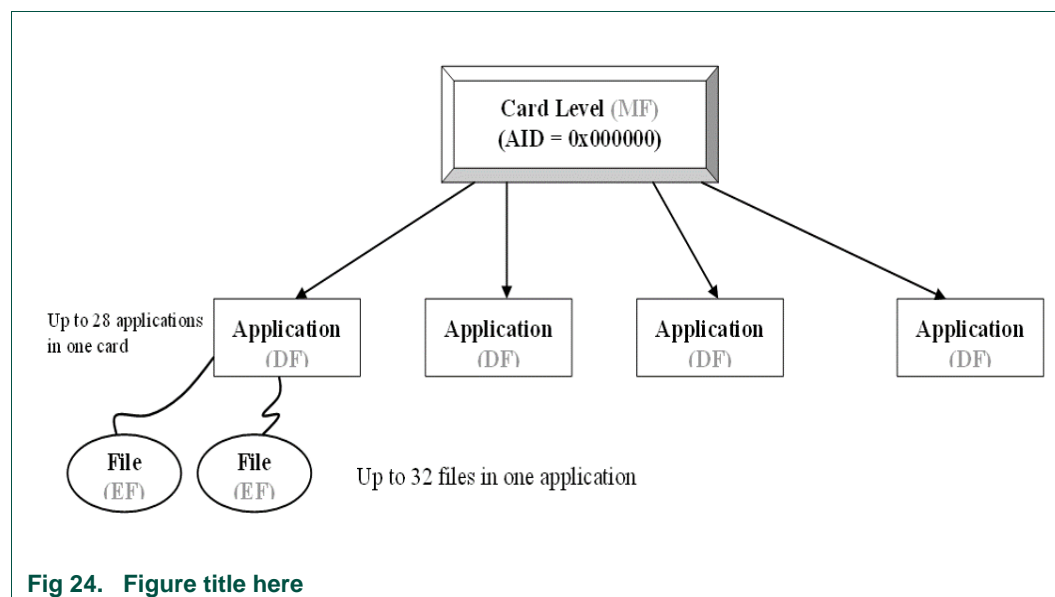 Card Level (MF)
(AID = 0x000000)
Up to 28 applications
in one card
Application
(DF)
Application
(DF)
Application
(DF)
Application
(DF)
File
(EF)
File
(EF)
Up to 32 files in one application
Fig 24. Figure title here